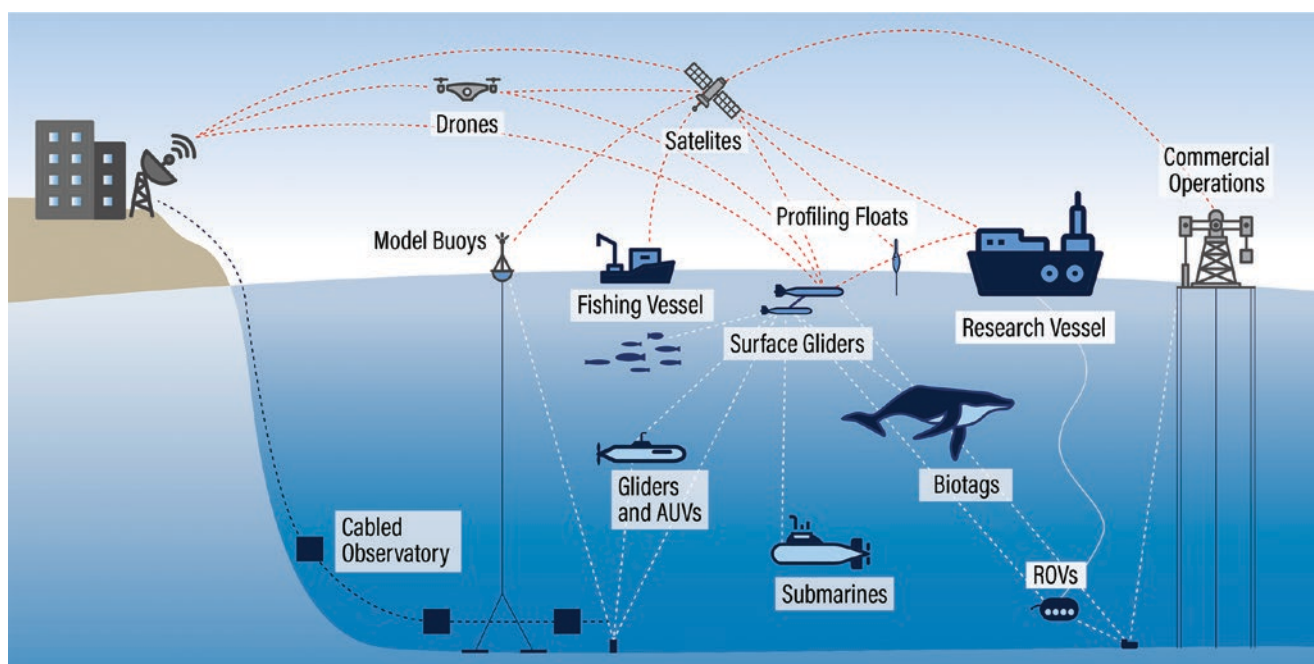 Drones
Satelites
Commercial
Operations
Profiling Floats
Model Buoys
Fishing Vessel
Research Vessel
Surface Gliders
Gliders
and AUVs
Biotags
Cabled
Observatory
ROVs
Submarines